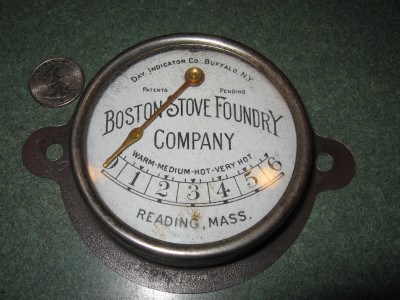 DAY INDICATOR CO. BUFFALO, N.Y.
PATENTS PENDING
BOSTON STOVE FOUNDRY
COMPANY
WARM-MEDIUM-HOT-VERY HOT
0 1 2 3 4 5 6
READING, MASS.